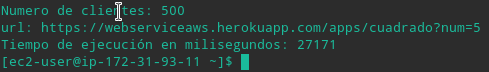 Numero de clientes: 500
url: https://webserviceaws.herokuapp.com/apps/cuadrado?num=5
Tiempo de ejecución en milisegundos: 27171
[ec2-user@ip-172-31-93-11 ~]$